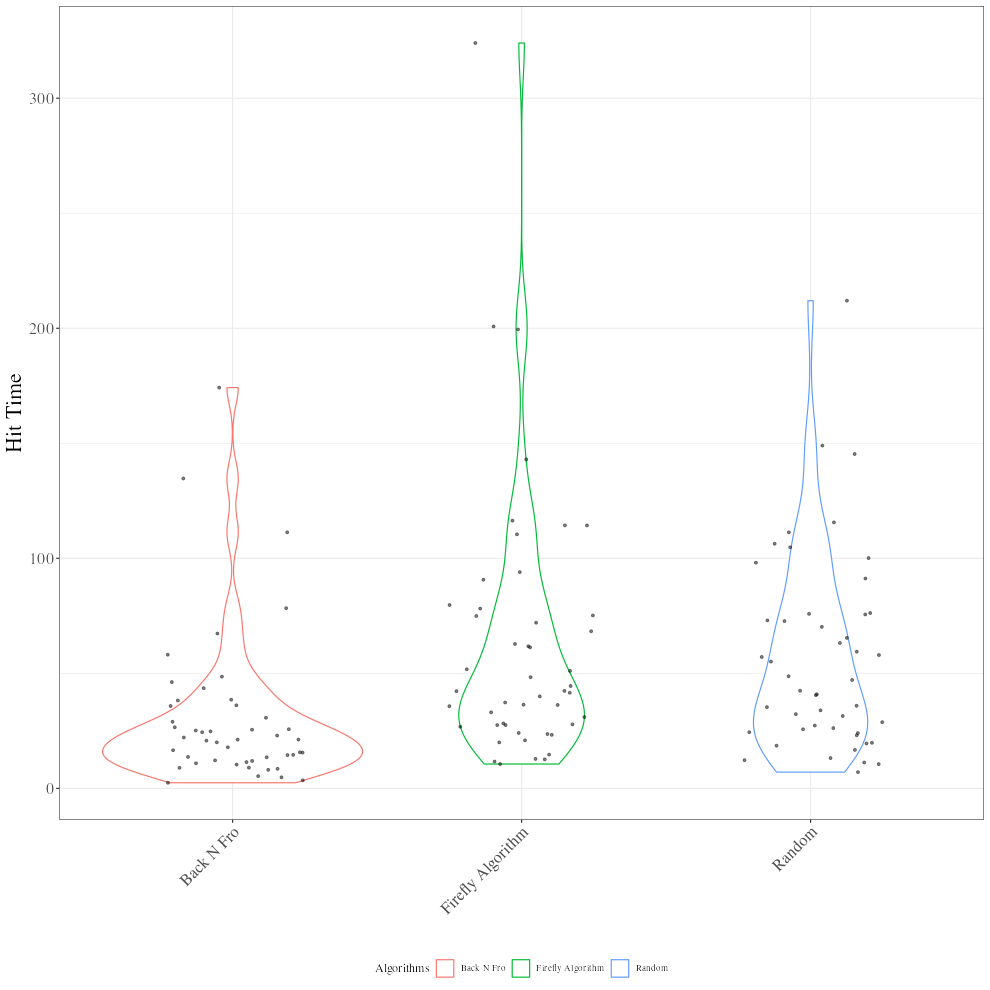 Hit Time
300
200
100
0
Back N Fro
Firefly Algorithm
Random
Algorithms Back N Fro Firefly Algorithm Random